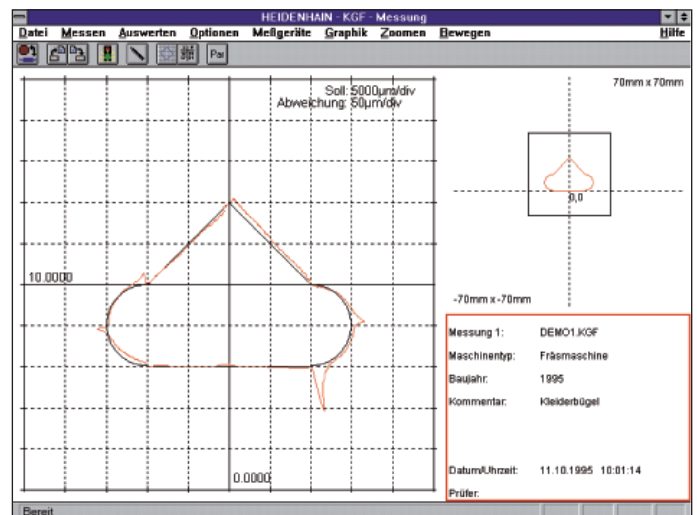 HEIDENHAIN - KGF - Messung
Datei Messen Auswerten Optionen Meßgeräte Graphik Zoomen Bewegen Hilfe
Par
Soll: 5000µm/div
Abweichung: 50µm/div
10.0000
0.0000
70mm x 70mm
0,0
-70mm x -70mm
Messung 1: DEMO1.KGF
Maschinentyp: Fräsmaschine
Baujahr: 1995
Kommentar: Kleiderbügel
Datum/Uhrzeit: 11.10.1995 10:01:14
Prüfer:
Bereit